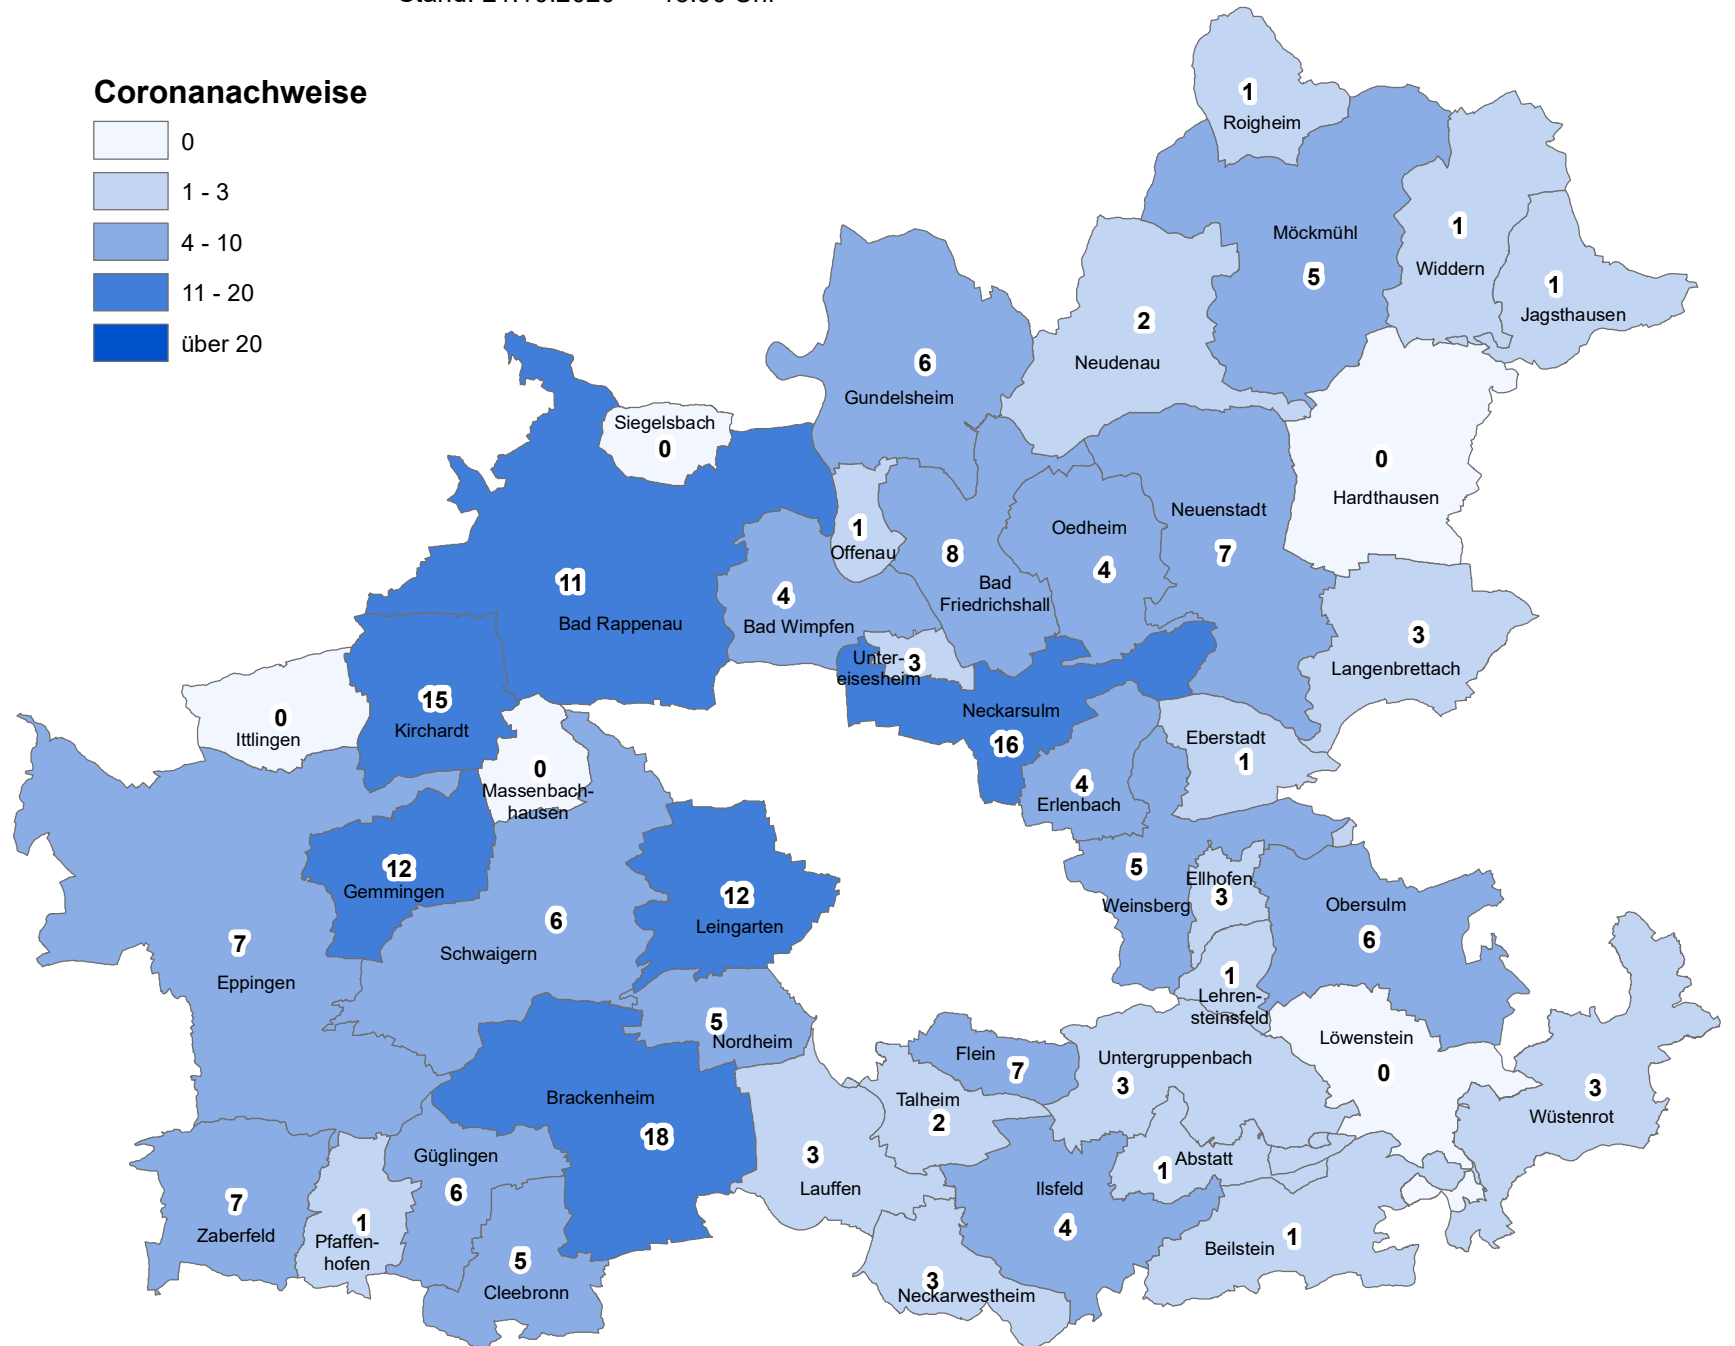 Coronanachweise
0
1 - 3
4 - 10
11 - 20
über 20
1
Roigheim
Möckmühl
5
1
Widdern
1
Jagsthausen
2
Neudenau
6
Gundelsheim
Siegelsbach
0
0
Hardthausen
Neuenstadt
7
Oedheim
4
1
Offenau
8
Bad
Friedrichshall
11
Bad Rappenau
4
Bad Wimpfen
3
Langenbrettach
Unter-
eisesheim
3
Neckarsulm
16
15
Kirchardt
0
Ittlingen
0
Massenbach-
hausen
Eberstadt
1
4
Erlenbach
12
Gemmingen
12
Leingarten
5
Weinsberg
Ellhofen
3
Obersulm
6
7
Eppingen
6
Schwaigern
1
Lehren-
steinsfeld
5
Nordheim
Flein
7
Untergruppenbach
3
Löwenstein
0
3
Wüstenrot
Brackenheim
18
Talheim
2
Güglingen
6
3
Lauffen
Abstatt
1
Ilsfeld
4
7
Zaberfeld
1
Pfaffen-
hofen
5
Cleebronn
3
Neckarwestheim
Beilstein
1